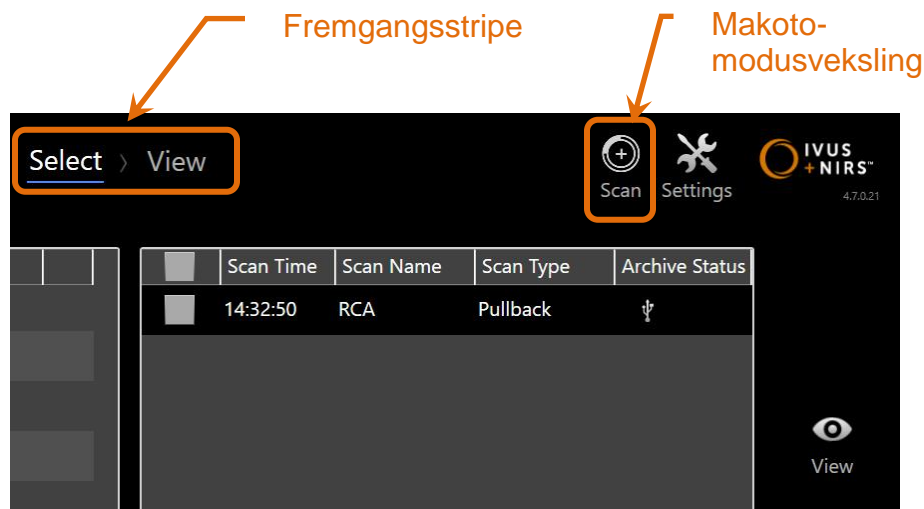 Fremgangsstripe
Makoto-
modusveksling
Select > View
Scan
Settings
IVUS
+NIRS™
4.7.0.21
Scan Time Scan Name Scan Type Archive Status
14:32:50 RCA Pullback
View